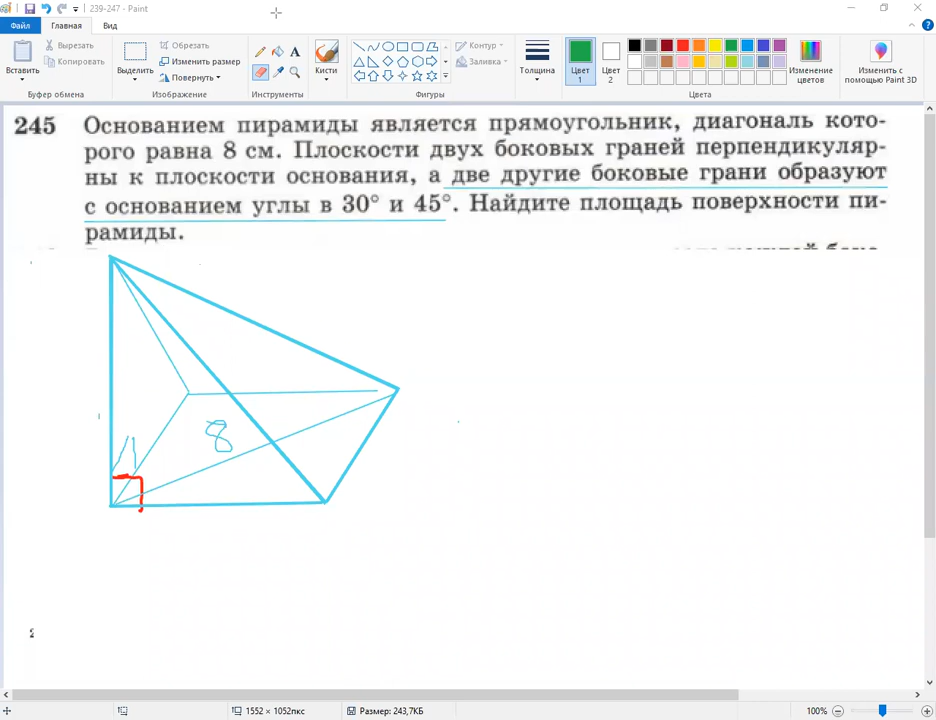 239-247 - Paint
Файл Главная Вид
Вставить
Вырезать
Копировать
Буфер обмена
Выделить
Обрезать
Изменить размер
Повернуть
Изображение
Инструменты
Кисти
Фигуры
Контур
Заливка
Толщина
Цвет 1
Цвет 2
Цвета
Изменение цветов
Изменить с помощью Paint 3D
245 Основанием пирамиды является прямоугольник, диагональ кото-
рого равна 8 см. Плоскости двух боковых граней перпендикуляр-
ны к плоскости основания, а две другие боковые грани образуют
с основанием углы в 30° и 45°. Найдите площадь поверхности пи-
рамиды.
8
1552 × 1052пкс Размер: 243,7КБ 100%